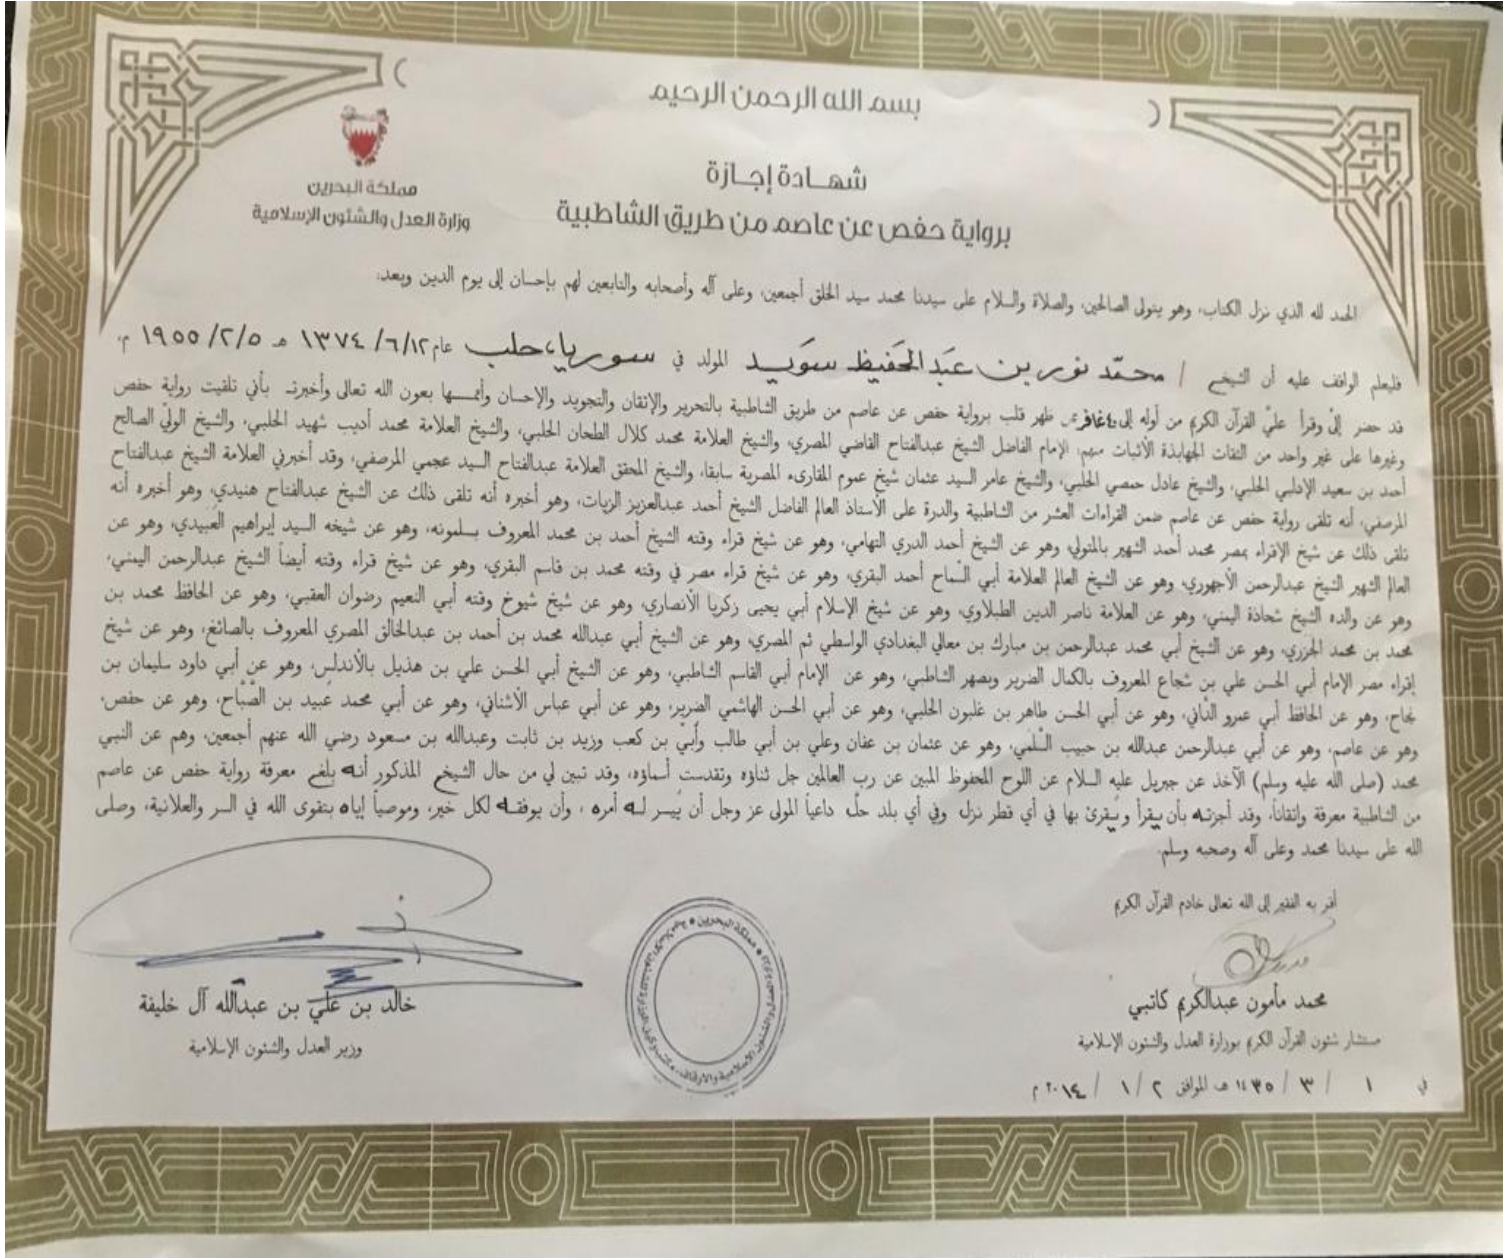 بسم الله الرحمن الرحيم
مملكة البحرين
وزارة العدل والشئون الإسلامية
شهـــادة إجـــازة
برواية حفص عن عاصم من طريق الشاطبية
الحمد لله الذي نزل الكتاب، وهو يتولى الصالحين، والصلاة والسلام على سيدنا محمد سيد الخلق أجمعين، وعلى آله وأصحابه والتابعين لهم بإحسان إلى يوم الدين وبعد:
فليعلم الواقف عليه أن الشيخ / محمّد نور بن عبد الحفيظ سويد المولد في سوريا، حلب عام ١٣٧٤/٦/١٢ هـ ١٩٥٥/٢/٥ م.
قد حضر إليّ وقرأ عليّ القرآن الكريم من أوله إلى غافر عن ظهر قلب برواية حفص عن عاصم من طريق الشاطبية بالتحرير والإتقان والتجويد والإحسان وأتمـــها بعون الله تعالى وأخبرته بأني تلقيت رواية حفص
وغيرها على غير واحد من الثقات الجهابذة الأثبات منهم: الإمام الفاضل الشيخ عبدالفتاح القاضي المصري، والشيخ العلامة محمد كلال الطحان الحلبي، والشيخ العلامة محمد أديب شهيد الحلبي، والشيخ الوليّ الصالح
أحمد بن سعيد الإدلبي الحلبي، والشيخ عادل حمصي الحلبي، والشيخ عامر السيد عثمان شيخ عموم المقارىء المصرية سابقا، والشيخ المحقق العلامة عبدالفتاح السيد عجمي المرصفي، وقد أخبرني العلامة الشيخ عبدالفتاح
المرصفي، أنه تلقى رواية حفص عن عاصم ضمن القراءات العشر من الشاطبية والدرة على الأستاذ العالم الفاضل الشيخ أحمد عبدالعزيز الزيات، وهو أخبره أنه تلقى ذلك عن الشيخ عبدالفتاح هنيدي، وهو أخبره أنه
تلقى ذلك عن شيخ الإقراء بمصر محمد أحمد الشهير بالمتولي، وهو عن الشيخ أحمد الدري التهامي، وهو عن شيخ قراء وقته الشيخ أحمد بن محمد المعروف بسلمونه، وهو عن شيخه السيد إبراهيم العبيدي، وهو عن
العالم الشهير الشيخ عبدالرحمن الأجهوري، وهو عن الشيخ العالم العلامة أبي السّماح أحمد البقري، وهو عن شيخ قراء مصر في وقته محمد بن قاسم البقري، وهو عن شيخ قراء وقته أيضاً الشيخ عبدالرحمن اليمني،
وهو عن والده الشيخ شحاذة اليمني، وهو عن العلامة ناصر الدين الطبلاوي، وهو عن شيخ الإسلام أبي يحيى زكريا الأنصاري، وهو عن شيخ شيوخ وقته أبي النعيم رضوان العقبي، وهو عن الحافظ محمد بن
محمد بن محمد الجزري، وهو عن الشيخ أبي محمد عبدالرحمن بن مبارك بن معالي البغدادي الواسطي ثم المصري، وهو عن الشيخ أبي عبدالله محمد بن أحمد بن عبدالخالق المصري المعروف بالصائغ، وهو عن شيخ
إقراء مصر الإمام أبي الحسن علي بن شجاع المعروف بالكمال الضرير وبصهر الشاطبي، وهو عن الإمام أبي القاسم الشاطبي، وهو عن الشيخ أبي الحسن علي بن هذيل بالأندلس، وهو عن أبي داود سليمان بن
نجاح، وهو عن الحافظ أبي عمرو الدّاني، وهو عن أبي الحسن طاهر بن غلبون الحلبي، وهو عن أبي الحسن الهاشمي الضرير، وهو عن أبي عباس الأشناني، وهو عن أبي محمد عبيد بن الصّباح، وهو عن حفص،
وهو عن عاصم، وهو عن أبي عبدالرحمن عبدالله بن حبيب السّلمي، وهو عن عثمان بن عفان وعلي بن أبي طالب وأبيّ بن كعب وزيد بن ثابت وعبدالله بن مسعود رضي الله عنهم أجمعين، وهم عن النبي
محمد (صلى الله عليه وسلم) الآخذ عن جبريل عليه السلام عن اللوح المحفوظ المبين عن رب العالمين جل ثناؤه وتقدست أسماؤه، وقد تبين لي من حال الشيخ المذكور أنه بلغ معرفة رواية حفص عن عاصم
من الشاطبية معرفة وإتقاناً، وقد أجزته بأن يقرأ ويُقرئ بها في أي قطر نزل وفي أي بلد حلّ داعياً المولى عز وجل أن يُيسر له أمره، وأن يوفقه لكل خير، وموصياً إياه بتقوى الله في السر والعلانية، وصلى
الله على سيدنا محمد وعلى آله وصحبه وسلم.
أقر به الفقير إلى الله تعالى خادم القرآن الكريم
محمد مأمون عبدالكريم كاتبي
مستشار شئون القرآن الكريم بوزارة العدل والشئون الإسلامية
في ١ / ٣ / ١٤٣٥ هـ الموافق ٢ / ١ / ٢٠١٤ م
خالد بن علي بن عبدالله آل خليفة
وزير العدل والشئون الإسلامية
مملكة البحرين